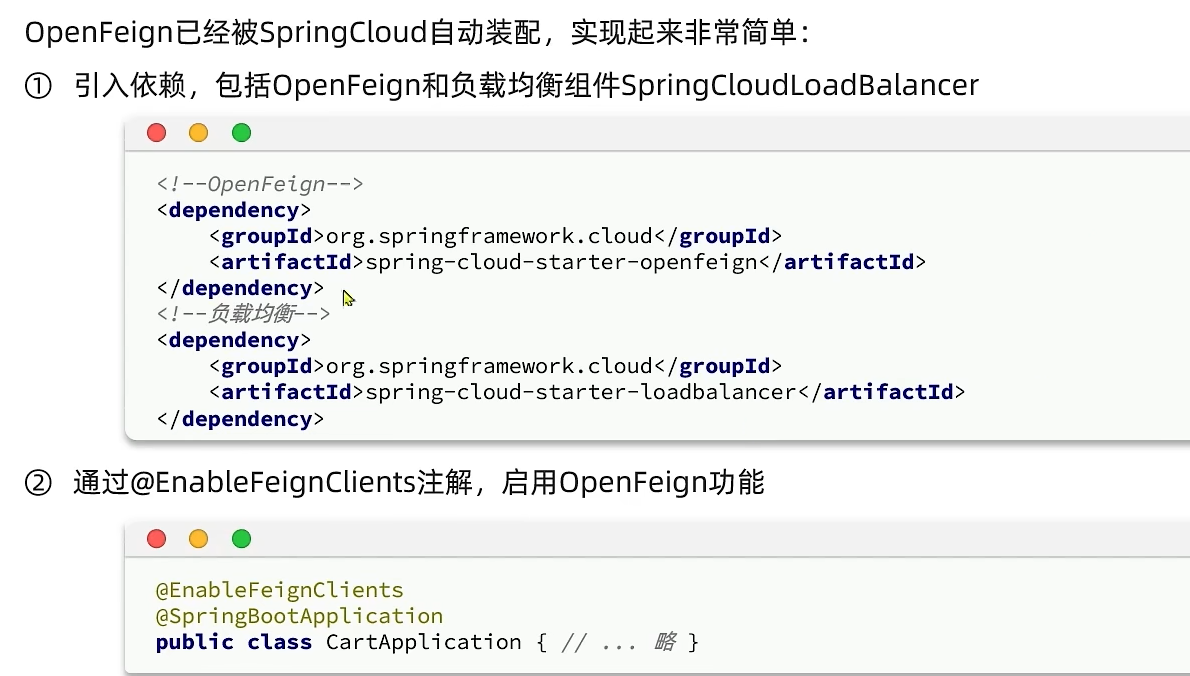 OpenFeign已经被SpringCloud自动装配，实现起来非常简单：
① 引入依赖，包括OpenFeign和负载均衡组件SpringCloudLoadBalancer
<!--OpenFeign-->
<dependency>
    <groupId>org.springframework.cloud</groupId>
    <artifactId>spring-cloud-starter-openfeign</artifactId>
</dependency>
<!--负载均衡-->
<dependency>
    <groupId>org.springframework.cloud</groupId>
    <artifactId>spring-cloud-starter-loadbalancer</artifactId>
</dependency>
② 通过@EnableFeignClients注解，启用OpenFeign功能
@EnableFeignClients
@SpringBootApplication
public class CartApplication { // ... 略 }